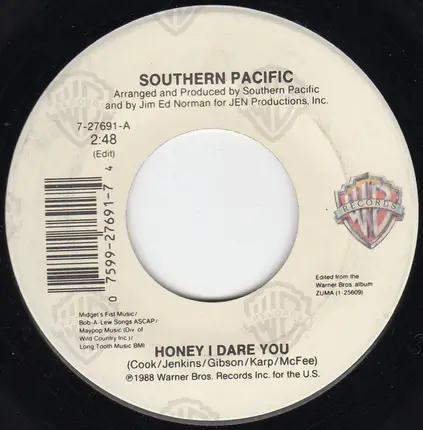 SOUTHERN PACIFIC
Arranged and Produced by Southern Pacific
and by Jim Ed Norman for JEN Productions, Inc.
7-27691-A
2:48
(Edit)
0 7599-27691-7 4
RECORDS
Edited from the
Warner Bros. album
ZUMA (1-25609)
Midget's Fist Music/
Bob-A-Lew Songs ASCAP/
Maypop Music (Div. of
Wild Country Inc.)/
Long Tooth Music BMI
HONEY I DARE YOU
(Cook/Jenkins/Gibson/Karp/McFee)
℗1988 Warner Bros. Records Inc. for the U.S.